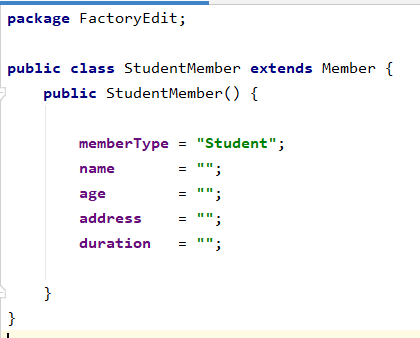 package FactoryEdit;
public class StudentMember extends Member {
public StudentMember() {
memberType = "Student";
name = "";
age = "";
address = "";
duration = "";
}
}